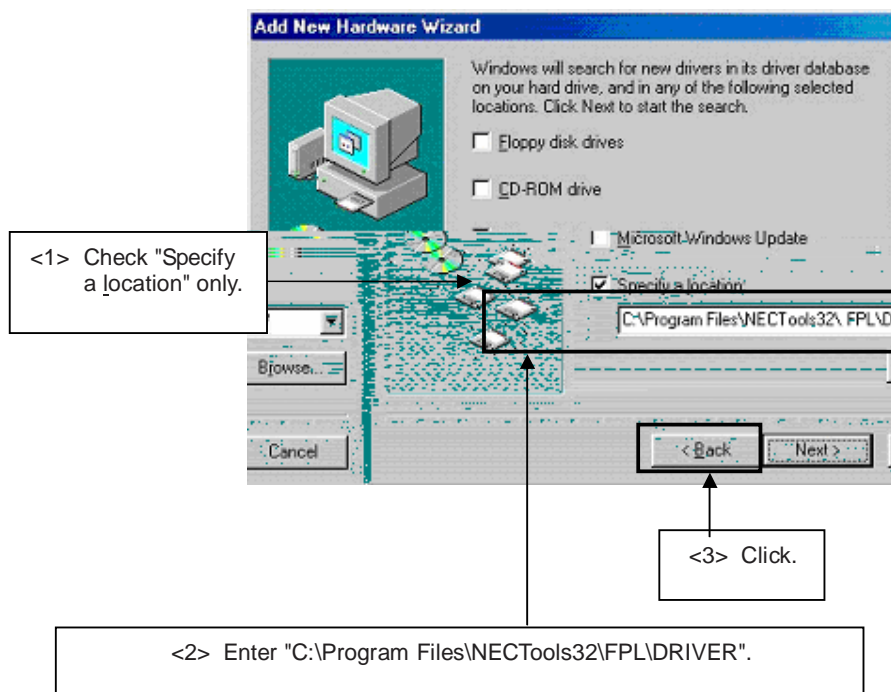 Add New Hardware Wizard
Windows will search for new drivers in its driver database
on your hard drive, and in any of the following selected
locations. Click Next to start the search.
Floppy disk drives
CD-ROM drive
Microsoft Windows Update
<1> Check "Specify
a location" only.
Specify a location:
C:\Program Files\NECTools32\ FPL\D
Browse...
Cancel
< Back
Next >
<3> Click.
<2> Enter "C:\Program Files\NECTools32\FPL\DRIVER".